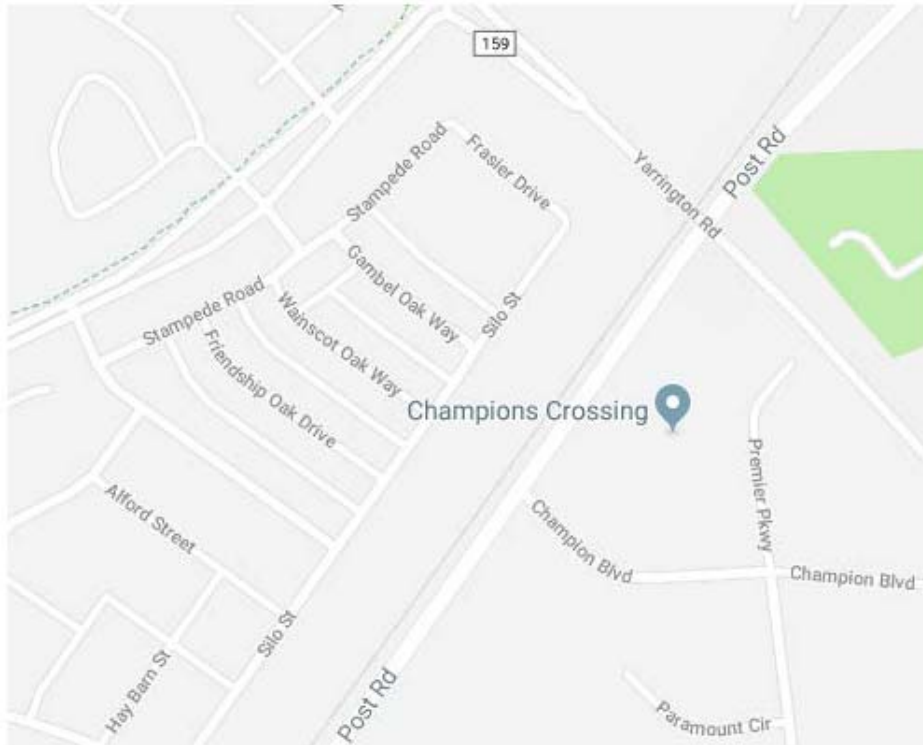 159
Stampede Road
Frasier Drive
Yarrington Rd
Post Rd
Gambel Oak Way
Silo St
Stampede Road
Wainscot Oak Way
Friendship Oak Drive
Champions Crossing
Premier Pkwy
Alford Street
Champion Blvd
Champion Blvd
Silo St
Hay Barn St
Post Rd
Paramount Cir